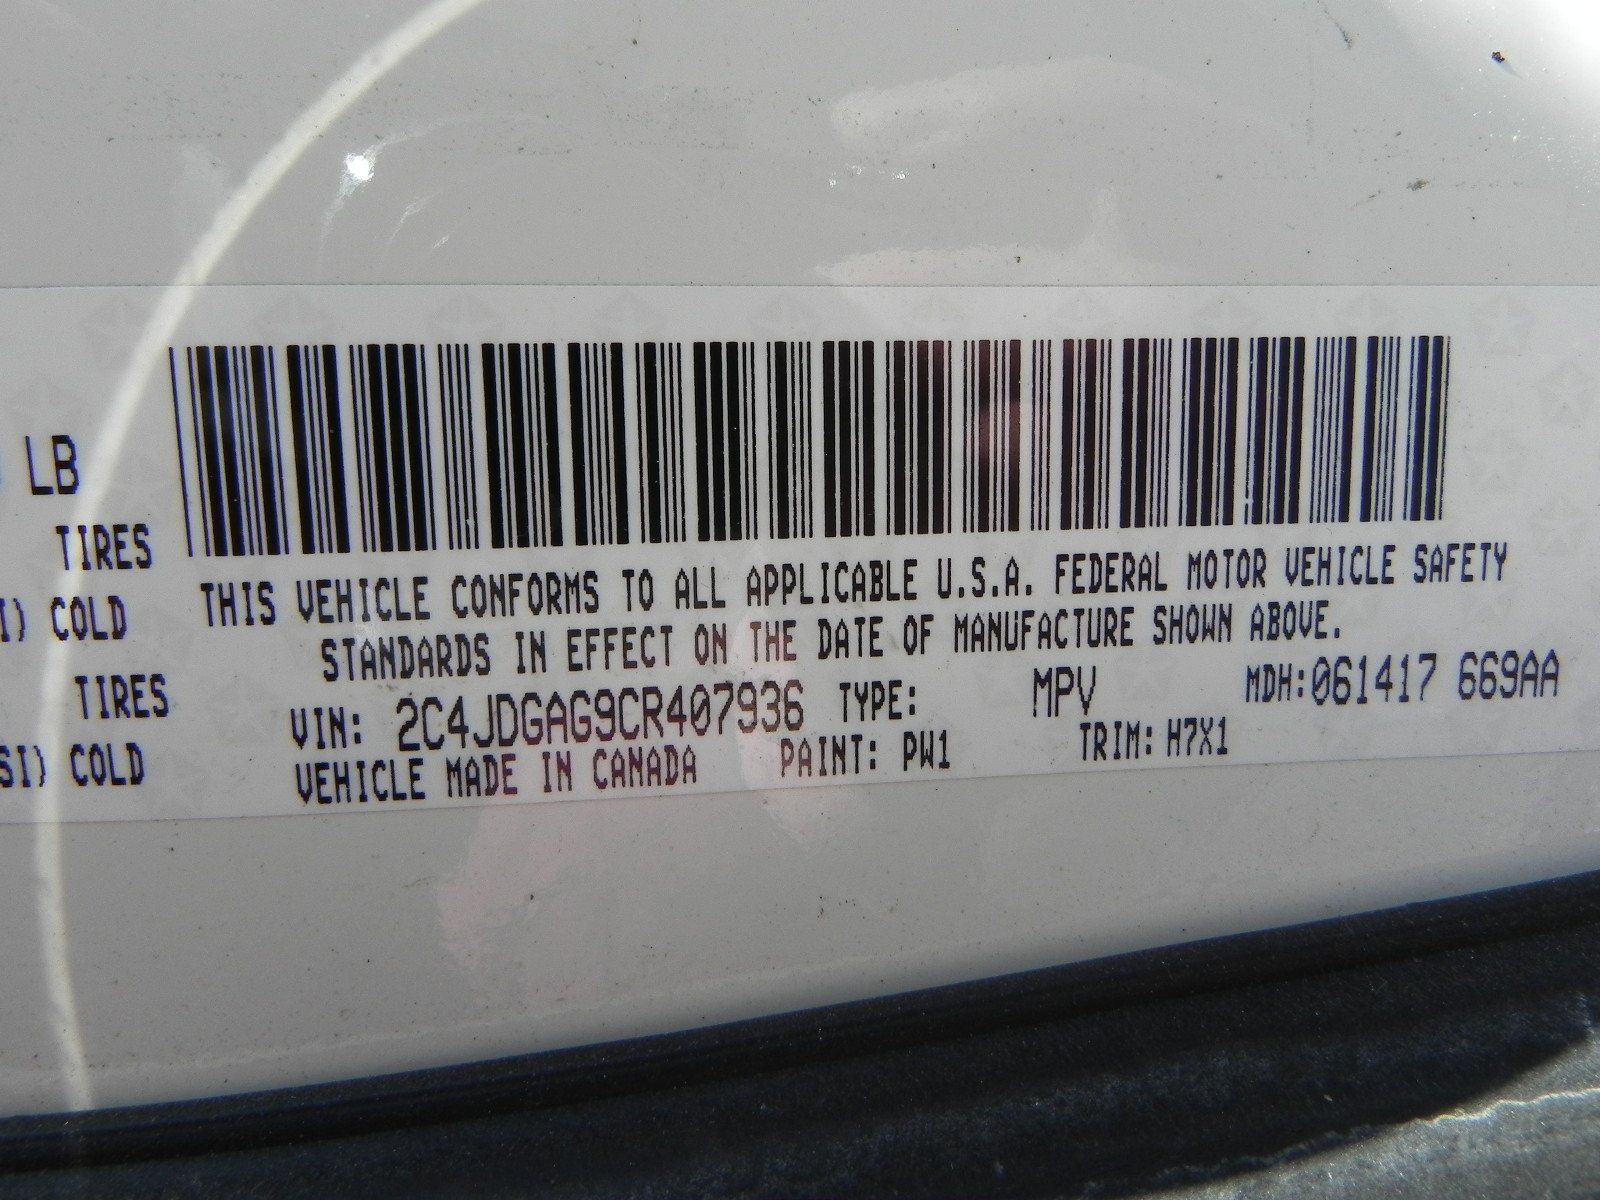 LB
TIRES
I) COLD
TIRES
SI) COLD
THIS VEHICLE CONFORMS TO ALL APPLICABLE U.S.A. FEDERAL MOTOR VEHICLE SAFETY
STANDARDS IN EFFECT ON THE DATE OF MANUFACTURE SHOWN ABOVE.
VIN: 2C4JDGAG9CR407936 TYPE: MPV MDH:061417 669AA
VEHICLE MADE IN CANADA PAINT: PW1 TRIM: H7X1